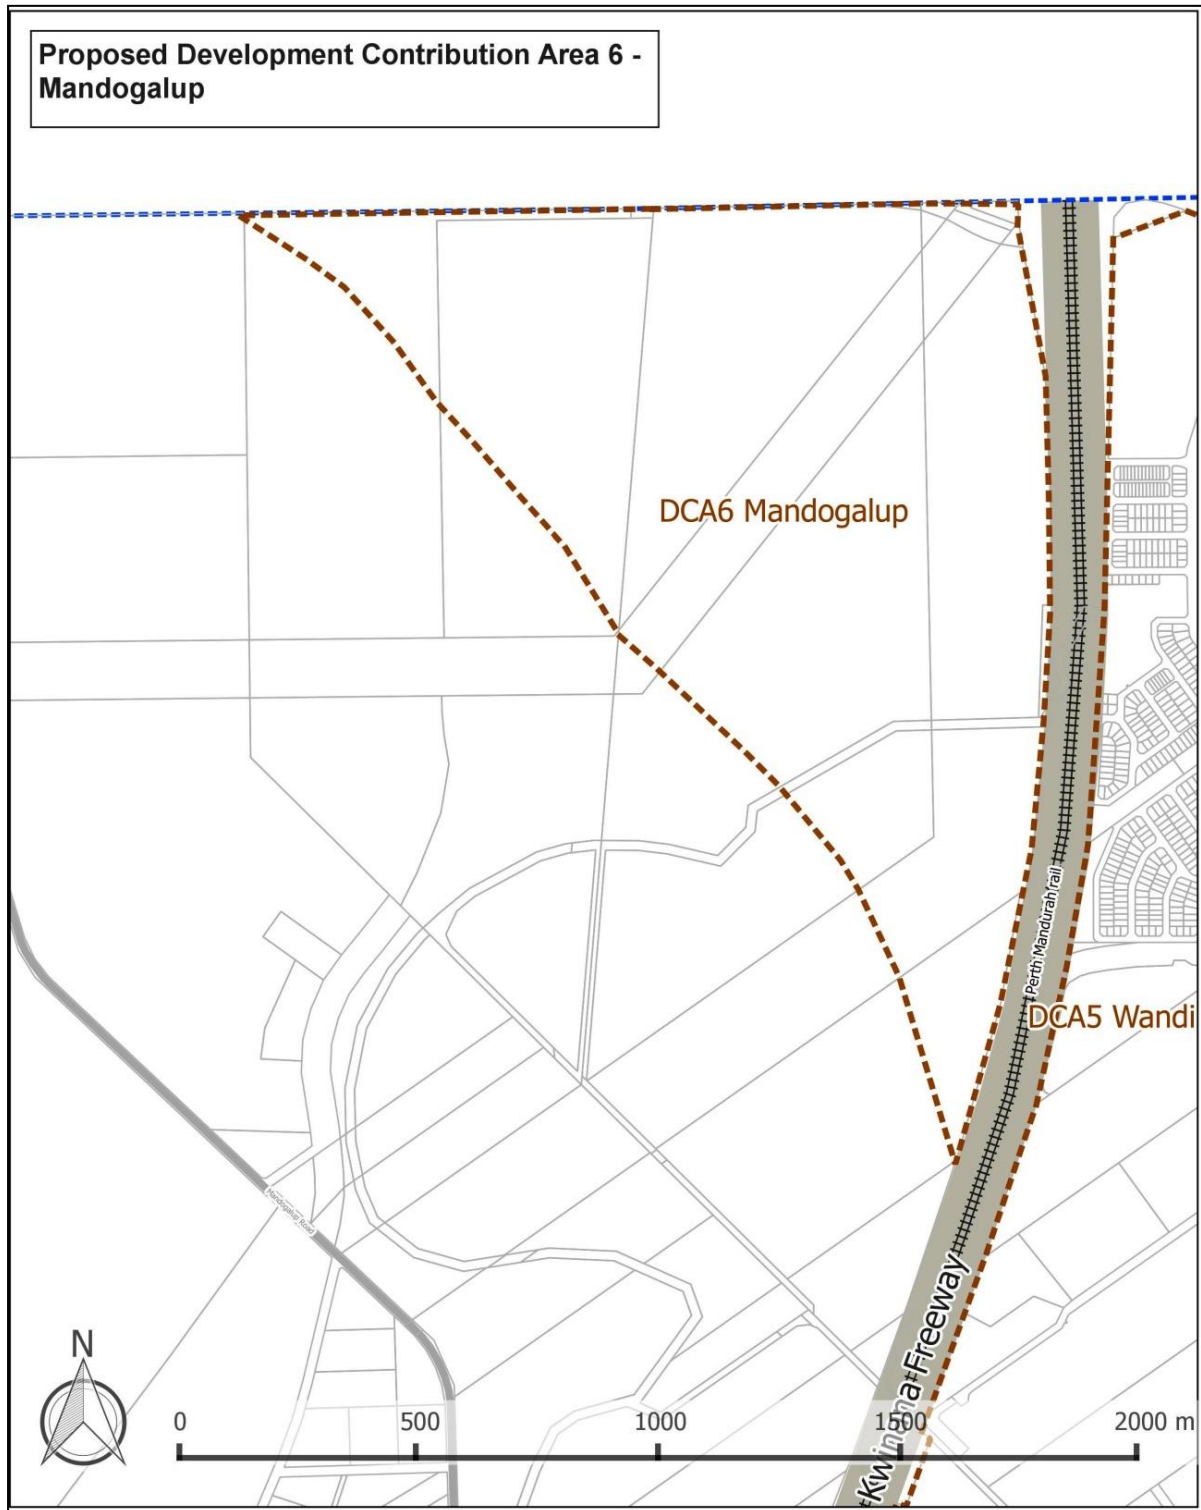 Proposed Development Contribution Area 6 -
Mandogalup
DCA6 Mandogalup
Perth Mandurah rail
DCA5 Wandi
Mandogalup Road
Kwinana Freeway
N
0 500 1000 1500 2000 m